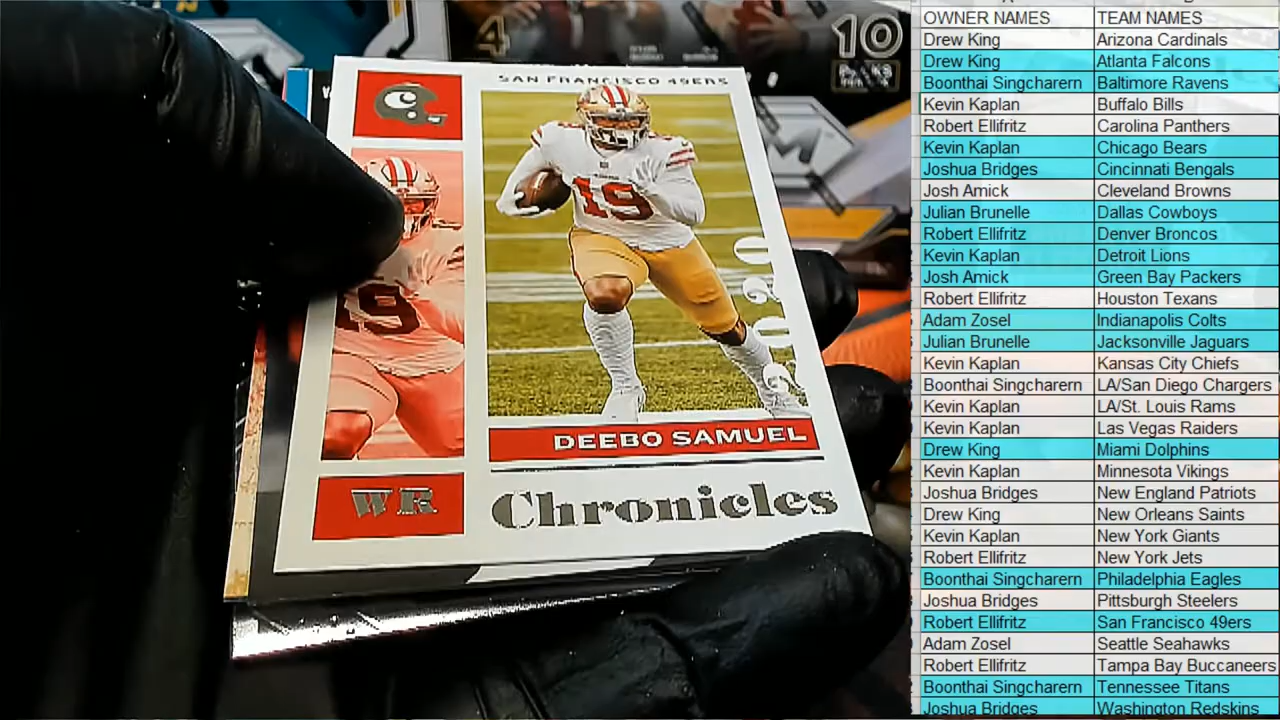 4
10
PACKS
SAN FRANCISCO 49ERS
C
19
19
2020
DEEBO SAMUEL
WR
Chronicles
OWNER NAMES TEAM NAMES
Drew King Arizona Cardinals
Drew King Atlanta Falcons
Boonthai Singcharern Baltimore Ravens
Kevin Kaplan Buffalo Bills
Robert Ellifritz Carolina Panthers
Kevin Kaplan Chicago Bears
Joshua Bridges Cincinnati Bengals
Josh Amick Cleveland Browns
Julian Brunelle Dallas Cowboys
Robert Ellifritz Denver Broncos
Kevin Kaplan Detroit Lions
Josh Amick Green Bay Packers
Robert Ellifritz Houston Texans
Adam Zosel Indianapolis Colts
Julian Brunelle Jacksonville Jaguars
Kevin Kaplan Kansas City Chiefs
Boonthai Singcharern LA/San Diego Chargers
Kevin Kaplan LA/St. Louis Rams
Kevin Kaplan Las Vegas Raiders
Drew King Miami Dolphins
Kevin Kaplan Minnesota Vikings
Joshua Bridges New England Patriots
Drew King New Orleans Saints
Kevin Kaplan New York Giants
Robert Ellifritz New York Jets
Boonthai Singcharern Philadelphia Eagles
Joshua Bridges Pittsburgh Steelers
Robert Ellifritz San Francisco 49ers
Adam Zosel Seattle Seahawks
Robert Ellifritz Tampa Bay Buccaneers
Boonthai Singcharern Tennessee Titans
Joshua Bridges Washington Redskins